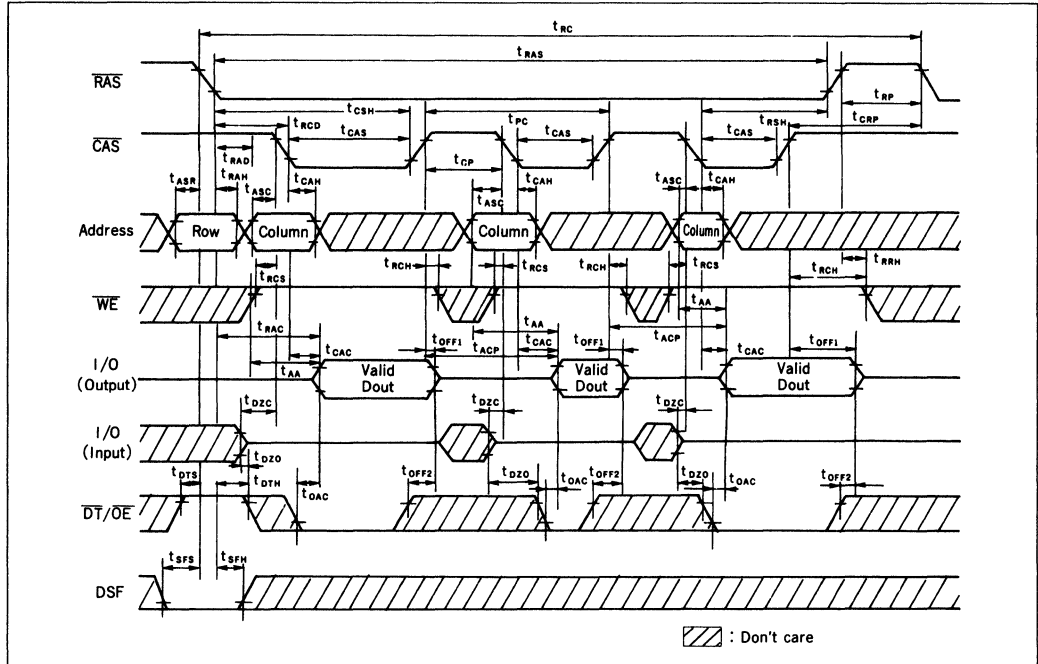 tRC
tRAS
RAS
tRP
tCSH
tPC
tRSH
tCRP
tRCD
tCAS
tCAS
tCAS
CAS
tRAD
tCP
tASR
tRAH
tASC
tCAH
tASC
tCAH
tASC
tCAH
Address
Row
Column
Column
Column
tRCS
tRCH
tRCS
tRCH
tRCS
tRCH
tRRH
WE
tRAC
tAA
tAA
tCAC
tOFF1
tACP
tCAC
tOFF1
tACP
tCAC
tOFF1
I/O
(Output)
tAA
Valid
Dout
Valid
Dout
Valid
Dout
tDZC
tDZC
tDZC
I/O
(Input)
tDZO
tDTS
tDTH
tOAC
tOFF2
tDZO
tOAC
tOFF2
tDZO
tOAC
tOFF2
DT/OE
tSFS
tSFH
DSF
: Don't care